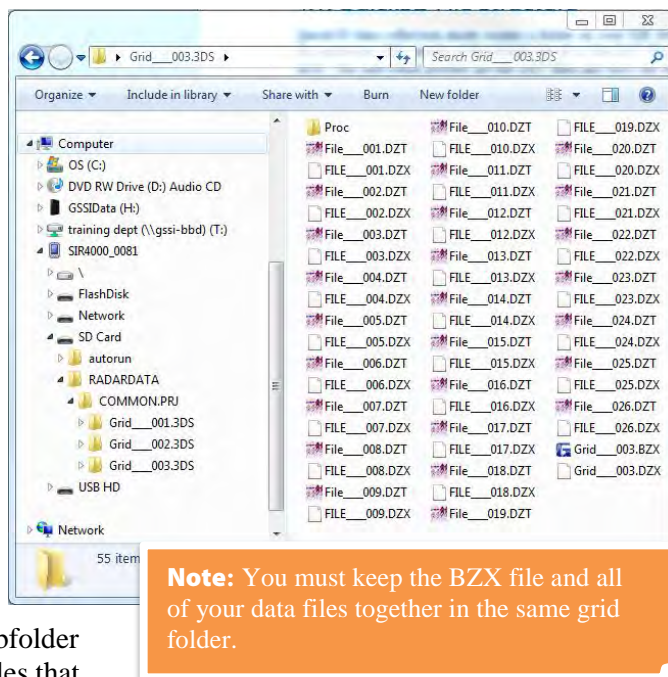 Grid___003.3DS
Search Grid___003.3DS
Organize
Include in library
Share with
Burn
New folder
Computer
OS (C:)
DVD RW Drive (D:) Audio CD
GSSIData (H:)
training dept (\\gssi-bbd) (T:)
SIR4000_0081
\
FlashDisk
Network
SD Card
autorun
RADARDATA
COMMON.PRJ
Grid___001.3DS
Grid___002.3DS
Grid___003.3DS
USB HD
Network
Proc
File___001.DZT
FILE___001.DZX
File___002.DZT
FILE___002.DZX
File___003.DZT
FILE___003.DZX
File___004.DZT
FILE___004.DZX
File___005.DZT
FILE___005.DZX
File___006.DZT
FILE___006.DZX
File___007.DZT
FILE___007.DZX
File___008.DZT
FILE___008.DZX
File___009.DZT
FILE___009.DZX
File___010.DZT
FILE___010.DZX
File___011.DZT
FILE___011.DZX
File___012.DZT
FILE___012.DZX
File___013.DZT
FILE___013.DZX
File___014.DZT
FILE___014.DZX
File___015.DZT
FILE___015.DZX
File___016.DZT
FILE___016.DZX
File___017.DZT
FILE___017.DZX
File___018.DZT
FILE___018.DZX
File___019.DZT
FILE___019.DZX
File___020.DZT
FILE___020.DZX
File___021.DZT
FILE___021.DZX
File___022.DZT
FILE___022.DZX
File___023.DZT
FILE___023.DZX
File___024.DZT
FILE___024.DZX
File___025.DZT
FILE___025.DZX
File___026.DZT
FILE___026.DZX
Grid___003.BZX
Grid___003.DZX
55 item
Note: You must keep the BZX file and all
of your data files together in the same grid
folder.
bfolder
les that